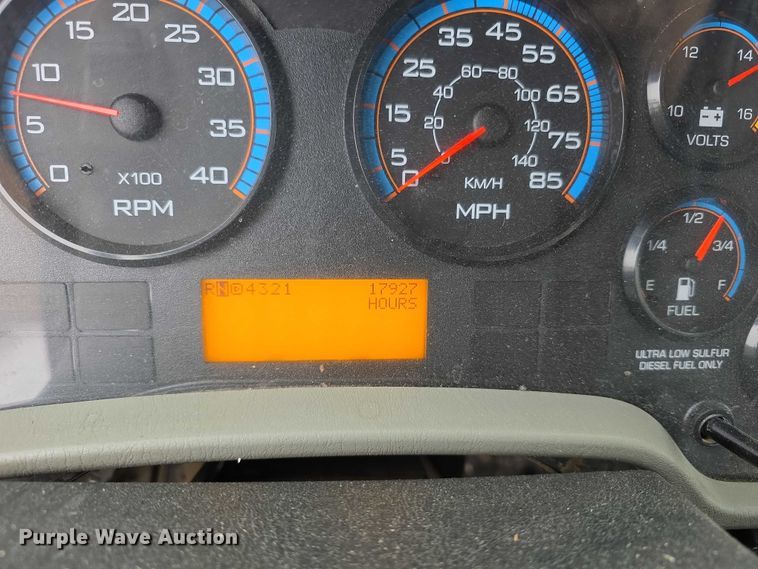 0 5 10 15 20 25 30 35 40
X100
RPM
0 5 15 25 35 45 55 65 75 85
0 20 40 60 80 100 120 140
KM/H
MPH
10 12 14 16
VOLTS
E 1/4 1/2 3/4 F
FUEL
ULTRA LOW SULFUR
DIESEL FUEL ONLY
RND4321 17927
HOURS
Purple Wave Auction